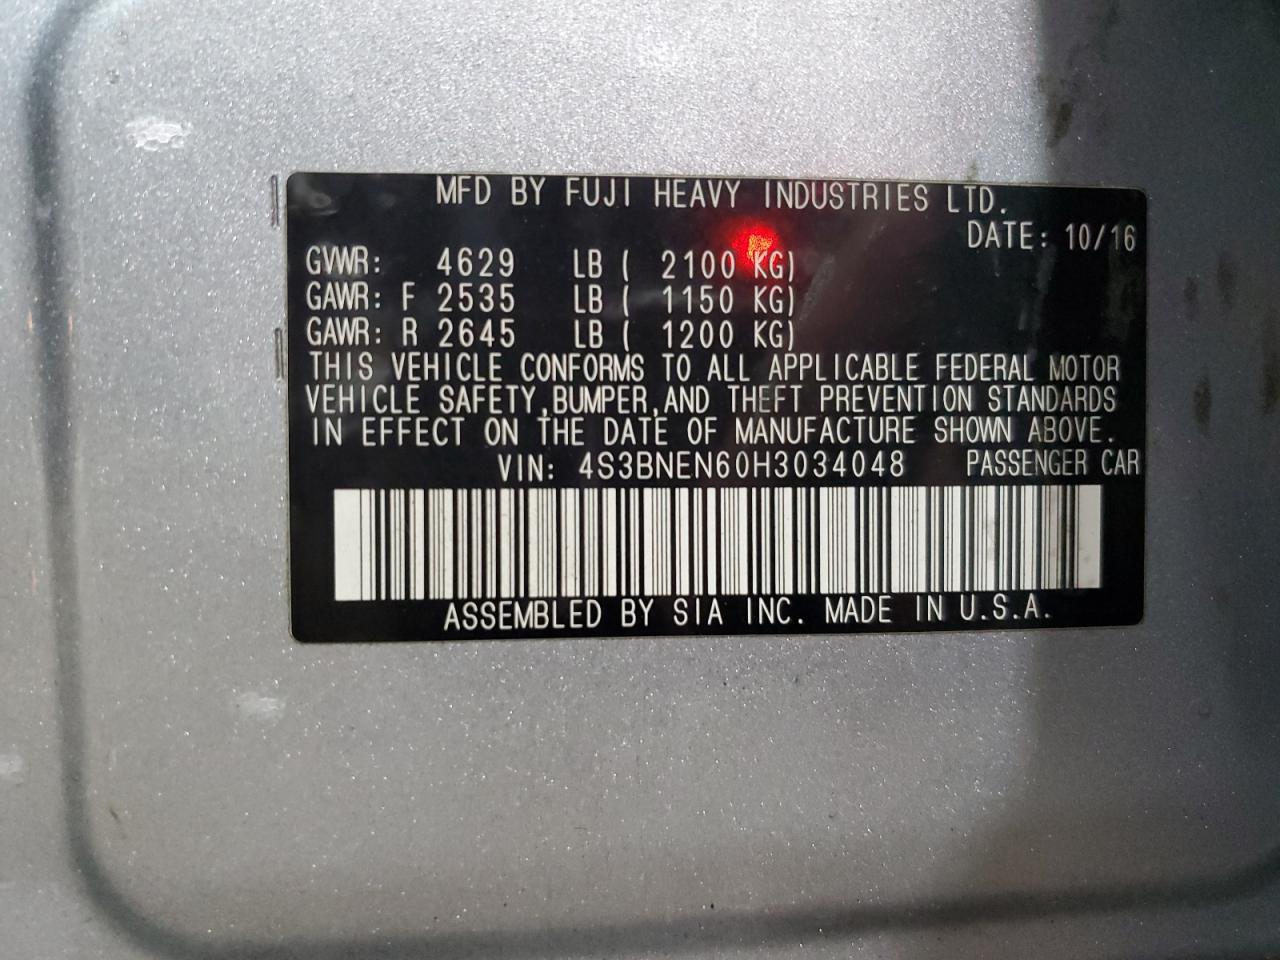 MFD BY FUJI HEAVY INDUSTRIES LTD.
DATE: 10/16
GVWR: 4629 LB ( 2100 KG)
GAWR: F 2535 LB ( 1150 KG)
GAWR: R 2645 LB ( 1200 KG)
THIS VEHICLE CONFORMS TO ALL APPLICABLE FEDERAL MOTOR
VEHICLE SAFETY,BUMPER,AND THEFT PREVENTION STANDARDS
IN EFFECT ON THE DATE OF MANUFACTURE SHOWN ABOVE.
VIN: 4S3BNEN60H3034048 PASSENGER CAR
ASSEMBLED BY SIA INC. MADE IN U.S.A.